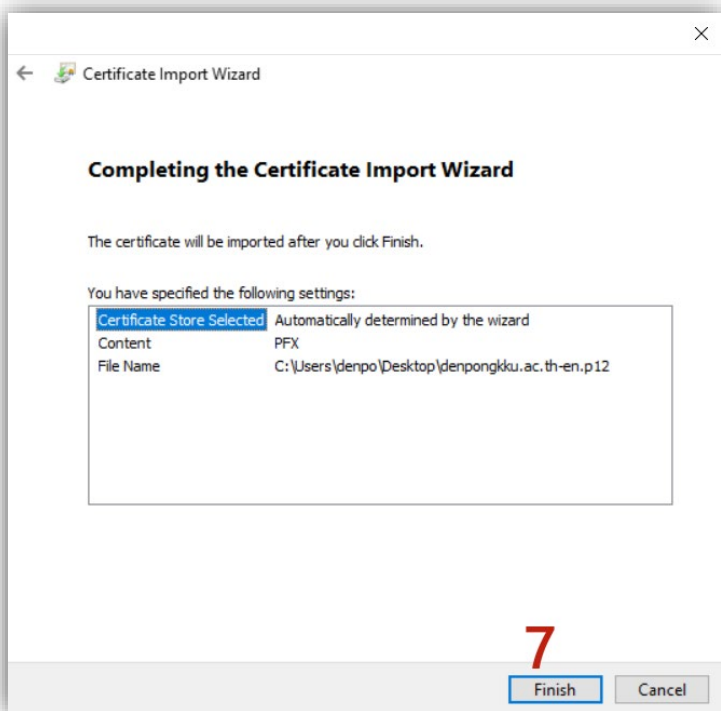 Certificate Import Wizard
Completing the Certificate Import Wizard
The certificate will be imported after you click Finish.
You have specified the following settings:
Certificate Store Selected Automatically determined by the wizard
Content PFX
File Name C:\Users\denpo\Desktop\denpongkku.ac.th-en.p12
7
Finish Cancel